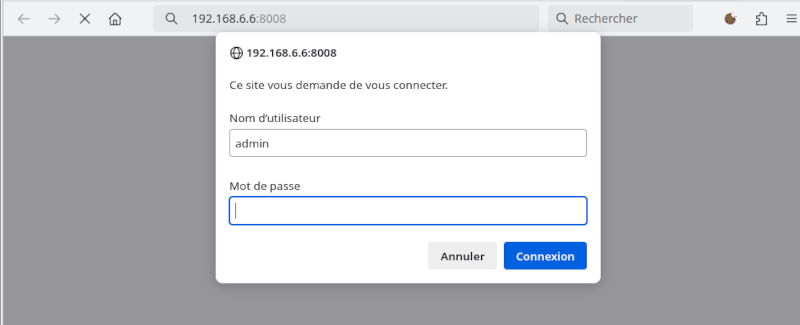 192.168.6.6:8008
Rechercher
192.168.6.6:8008
Ce site vous demande de vous connecter.
Nom d'utilisateur
admin
Mot de passe
Annuler
Connexion